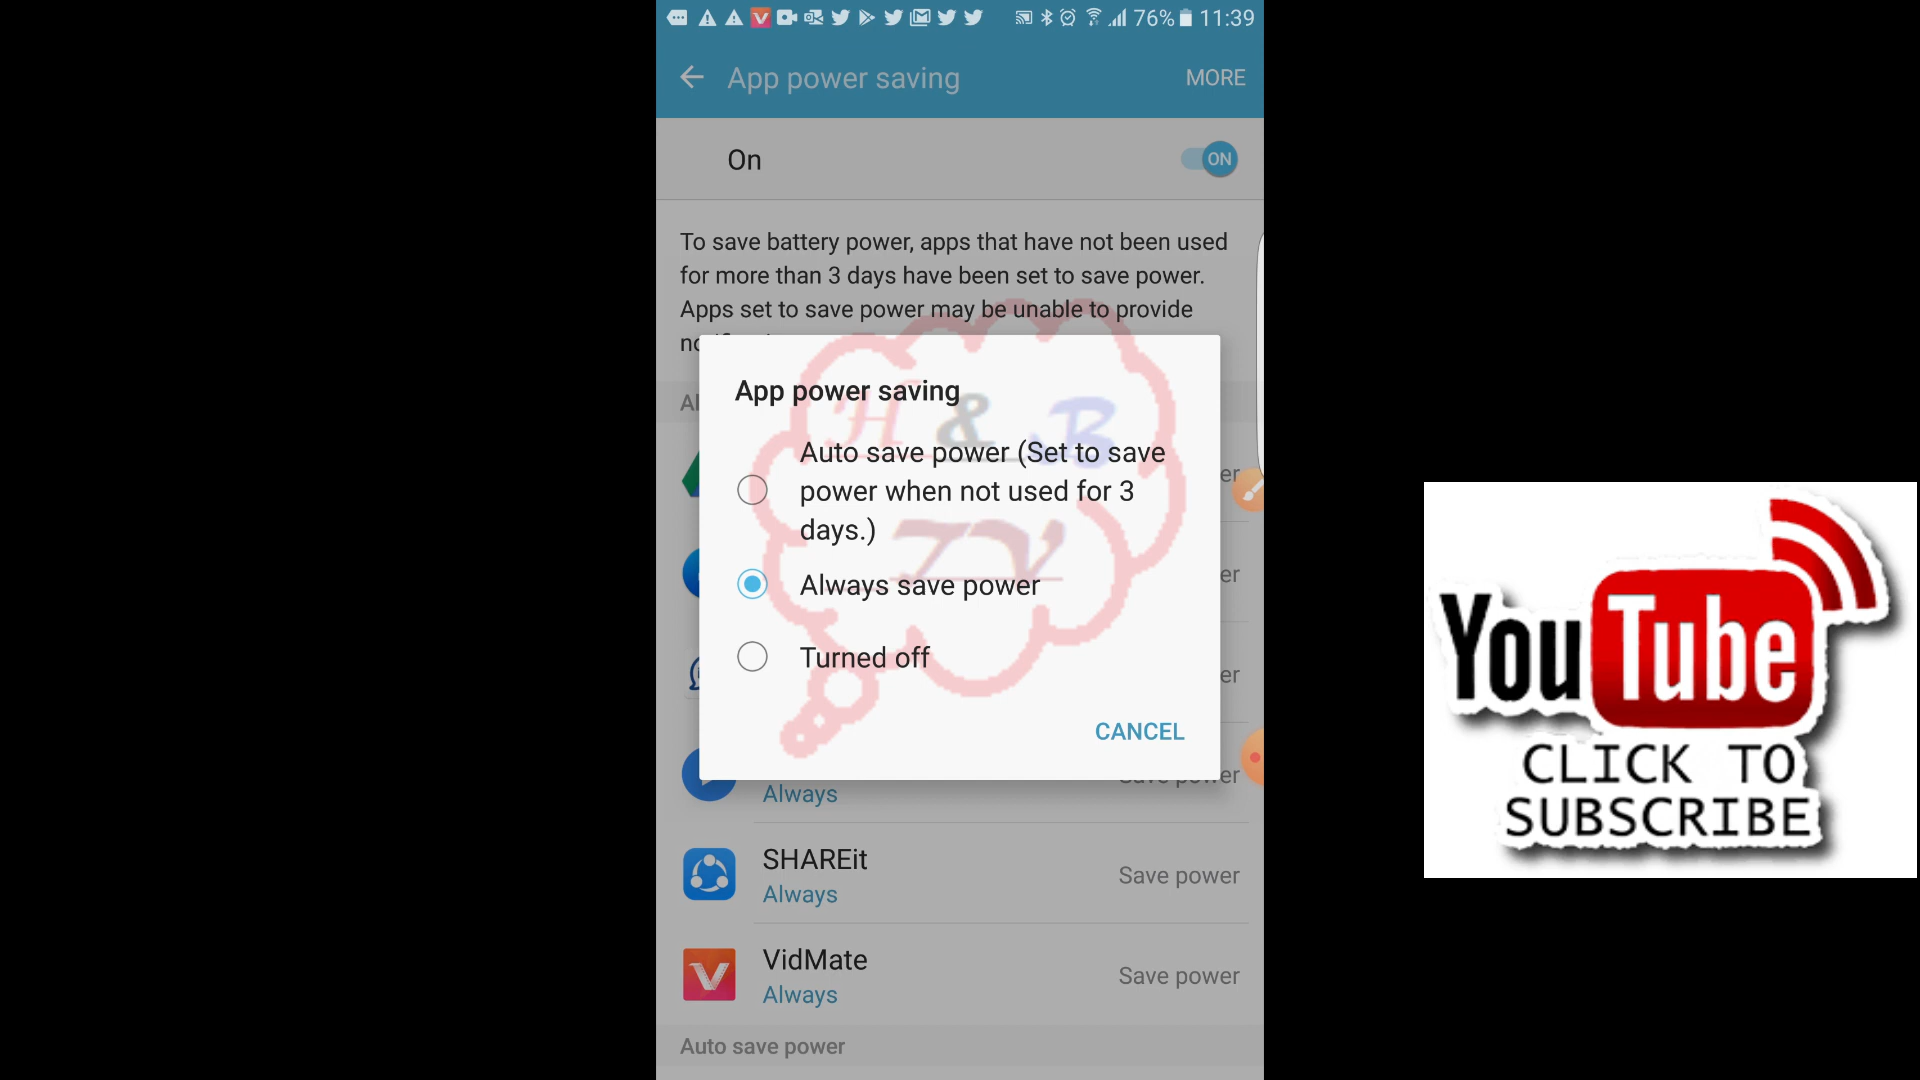 76% 11:39
App power saving
MORE
On
ON
To save battery power, apps that have not been used
for more than 3 days have been set to save power.
Apps set to save power may be unable to provide
App power saving
H & B
TV
Auto save power (Set to save
power when not used for 3
days.)
Always save power
Turned off
CANCEL
Always
Save power
SHAREit
Always
Save power
VidMate
Always
Save power
Auto save power
YouTube
CLICK TO
SUBSCRIBE